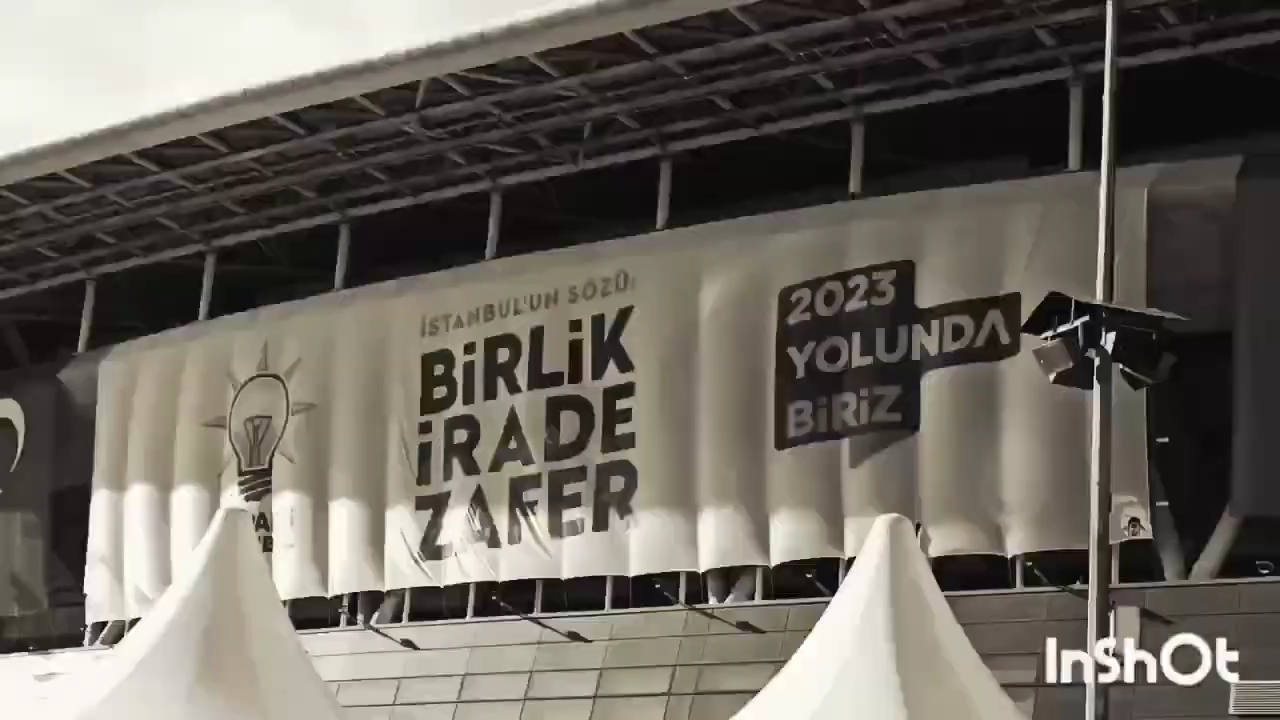 İSTANBUL'UN SÖZÜ:
BİRLİK
İRADE
ZAFER
2023
YOLUNDA
BİRİZ
InShOt